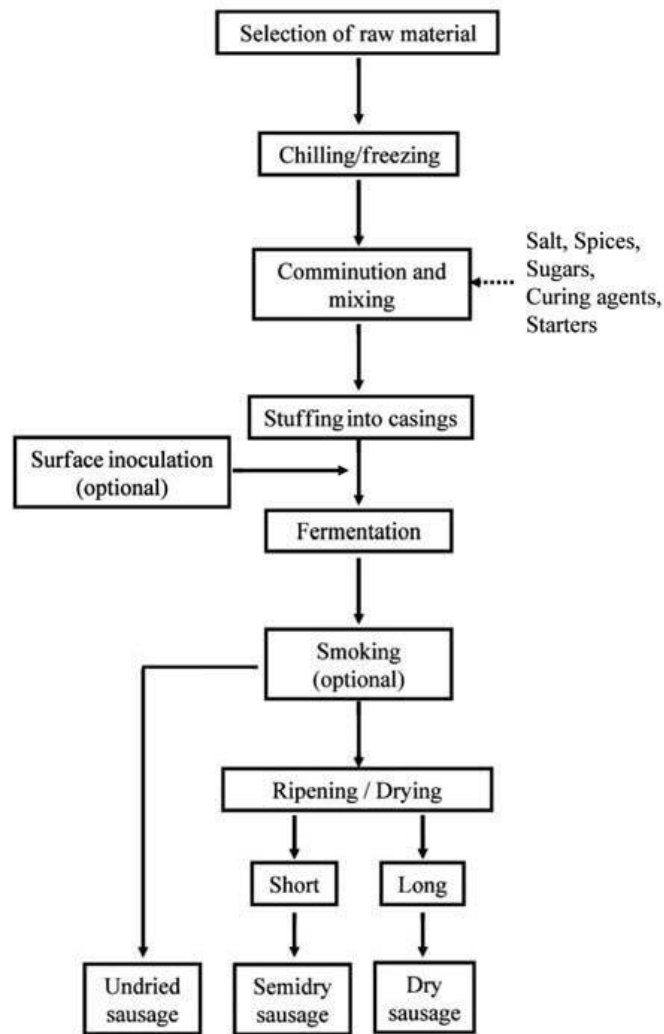 Selection of raw material
Chilling/freezing
Comminution and
mixing
Salt, Spices,
Sugars,
Curing agents,
Starters
Stuffing into casings
Surface inoculation
(optional)
Fermentation
Smoking
(optional)
Ripening / Drying
Short
Long
Undried
sausage
Semidry
sausage
Dry
sausage